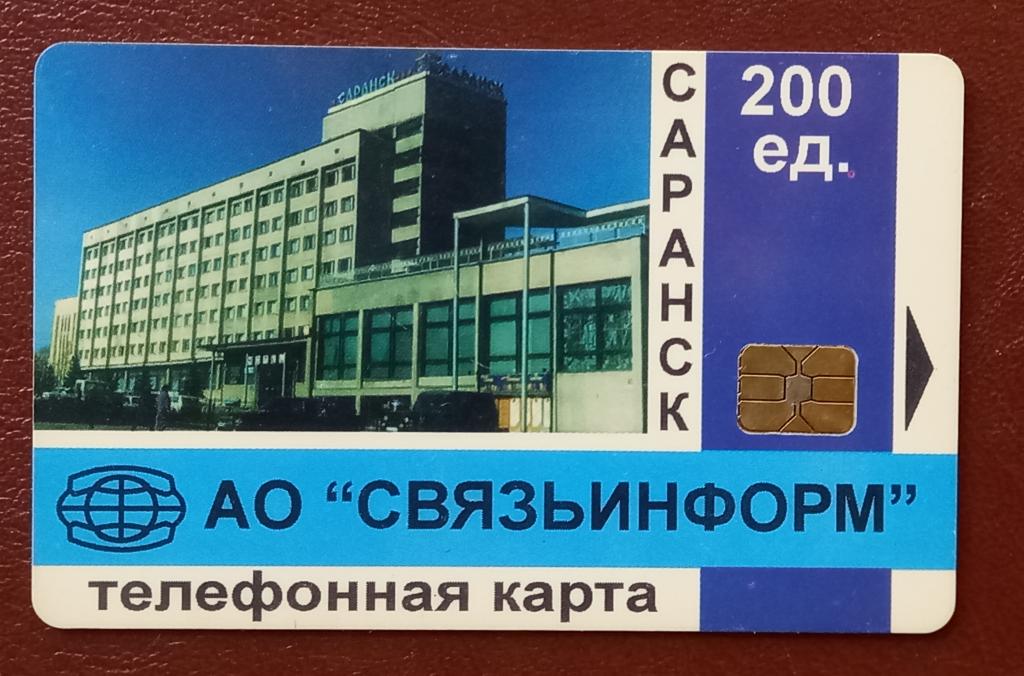 САРАНСК
САРАНСК
200
ед.
АО “СВЯЗЬИНФОРМ”
телефонная карта